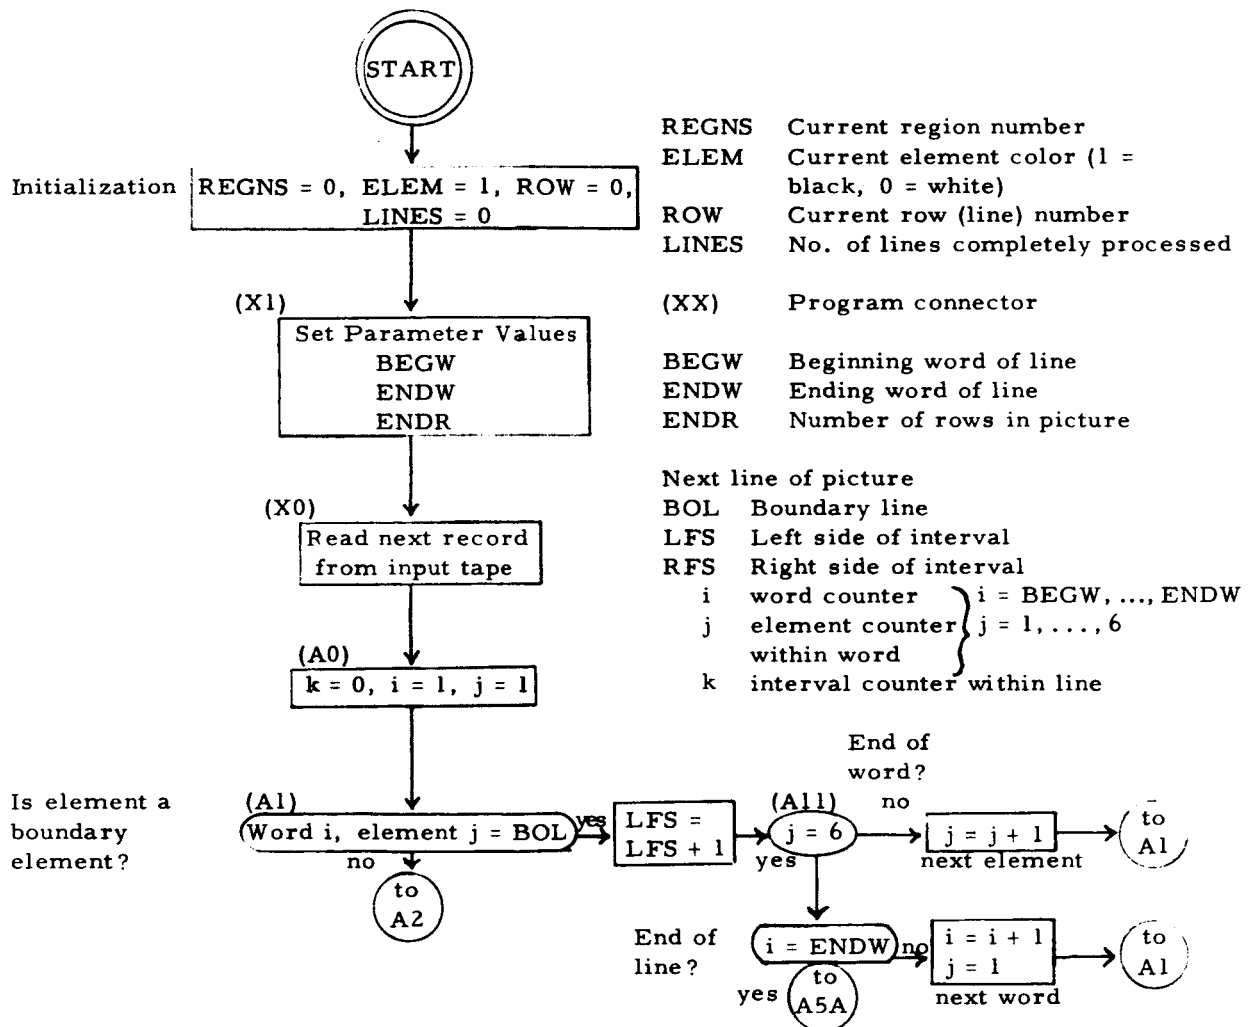 START
Initialization
REGNS = 0, ELEM = 1, ROW = 0,
LINES = 0
(X1)
Set Parameter Values
BEGW
ENDW
ENDR
(X0)
Read next record
from input tape
(A0)
k = 0, i = 1, j = 1
REGNS Current region number
ELEM Current element color (1 =
black, 0 = white)
ROW Current row (line) number
LINES No. of lines completely processed
(XX) Program connector
BEGW Beginning word of line
ENDW Ending word of line
ENDR Number of rows in picture
Next line of picture
BOL Boundary line
LFS Left side of interval
RFS Right side of interval
i word counter i = BEGW, ..., ENDW
j element counter j = 1, ..., 6
within word
k interval counter within line
Is element a
boundary
element?
(A1)
Word i, element j = BOL
yes
no
to
A2
LFS =
LFS + 1
End of
word?
(A11)
j = 6
no
yes
j = j + 1
next element
to
A1
End of
line?
i = ENDW
no
yes
to
A5A
i = i + 1
j = 1
next word
to
A1